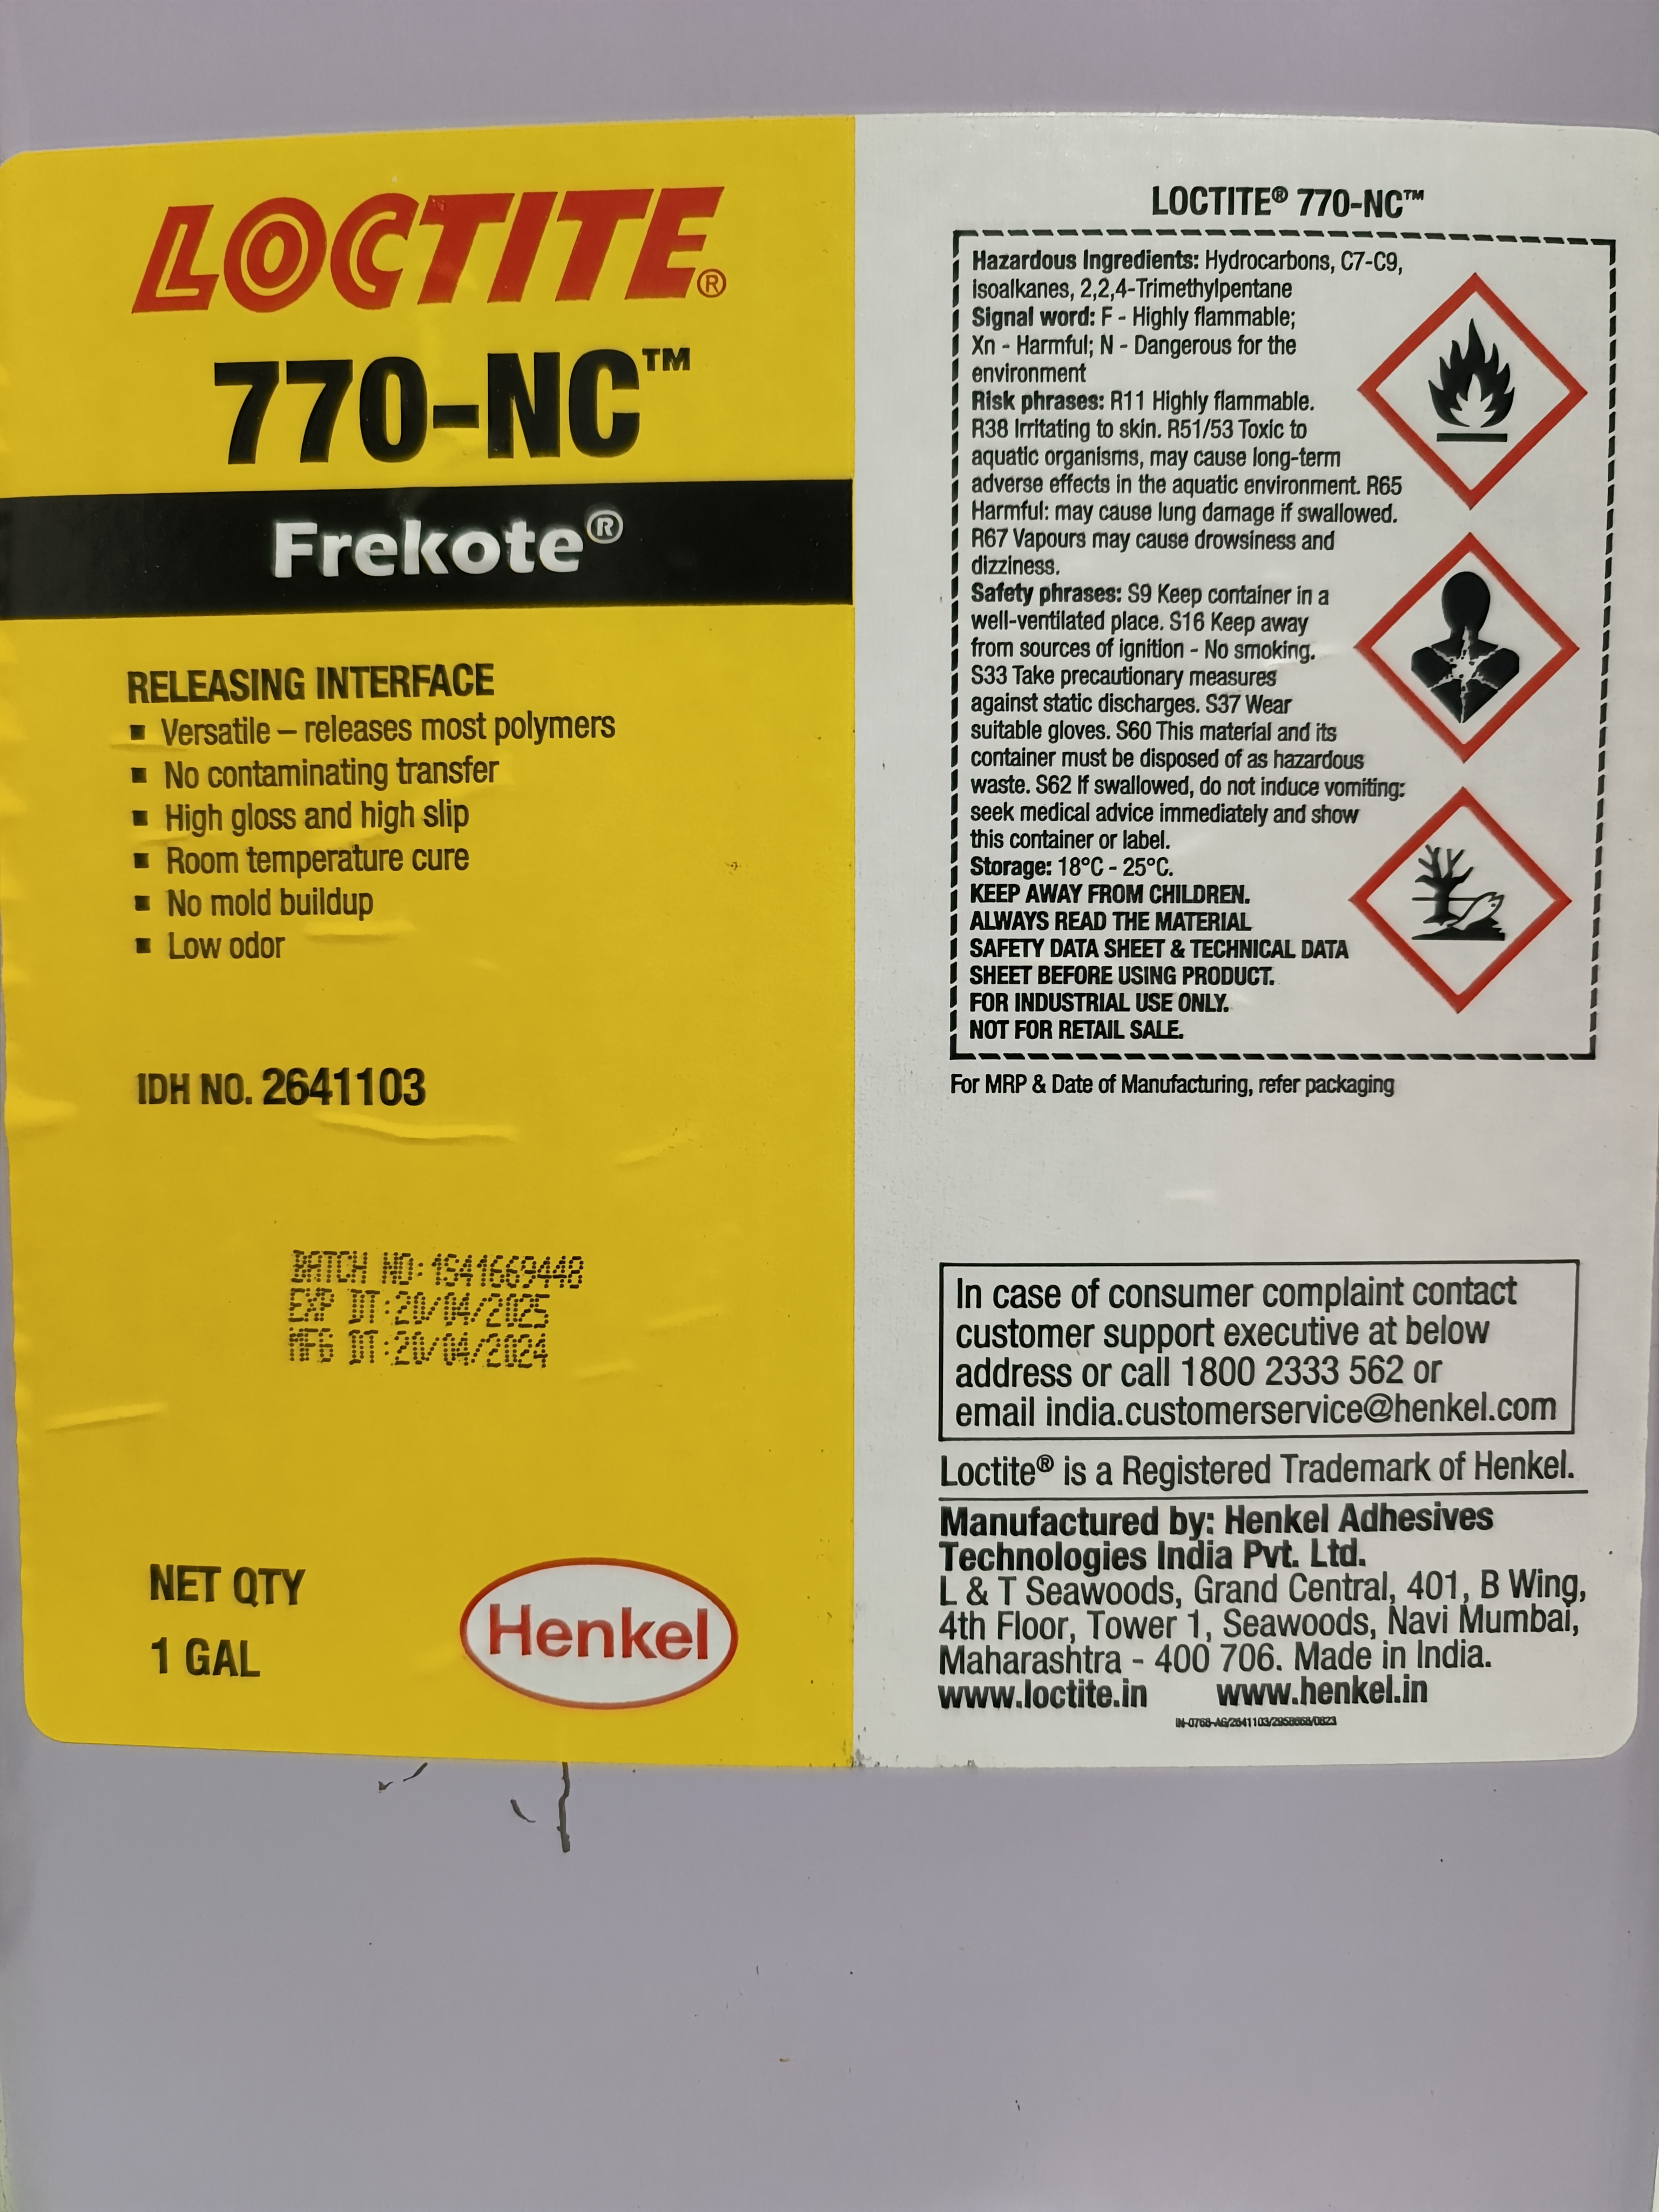 LOCTITE®
770-NC™
Frekote®
RELEASING INTERFACE
▪ Versatile – releases most polymers
▪ No contaminating transfer
▪ High gloss and high slip
▪ Room temperature cure
▪ No mold buildup
▪ Low odor
IDH NO. 2641103
BATCH NO:1S41669448
EXP DT:20/04/2025
MFG DT:20/04/2024
NET QTY
1 GAL
Henkel
LOCTITE® 770-NC™
Hazardous Ingredients: Hydrocarbons, C7-C9,
isoalkanes, 2,2,4-Trimethylpentane
Signal word: F - Highly flammable;
Xn - Harmful; N - Dangerous for the
environment
Risk phrases: R11 Highly flammable.
R38 Irritating to skin. R51/53 Toxic to
aquatic organisms, may cause long-term
adverse effects in the aquatic environment. R65
Harmful: may cause lung damage if swallowed.
R67 Vapours may cause drowsiness and
dizziness.
Safety phrases: S9 Keep container in a
well-ventilated place. S16 Keep away
from sources of ignition - No smoking.
S33 Take precautionary measures
against static discharges. S37 Wear
suitable gloves. S60 This material and its
container must be disposed of as hazardous
waste. S62 If swallowed, do not induce vomiting:
seek medical advice immediately and show
this container or label.
Storage: 18°C - 25°C.
KEEP AWAY FROM CHILDREN.
ALWAYS READ THE MATERIAL
SAFETY DATA SHEET & TECHNICAL DATA
SHEET BEFORE USING PRODUCT.
FOR INDUSTRIAL USE ONLY.
NOT FOR RETAIL SALE.
For MRP & Date of Manufacturing, refer packaging
In case of consumer complaint contact
customer support executive at below
address or call 1800 2333 562 or
email india.customerservice@henkel.com
Loctite® is a Registered Trademark of Henkel.
Manufactured by: Henkel Adhesives
Technologies India Pvt. Ltd.
L & T Seawoods, Grand Central, 401, B Wing,
4th Floor, Tower 1, Seawoods, Navi Mumbai,
Maharashtra - 400 706. Made in India.
www.loctite.in www.henkel.in